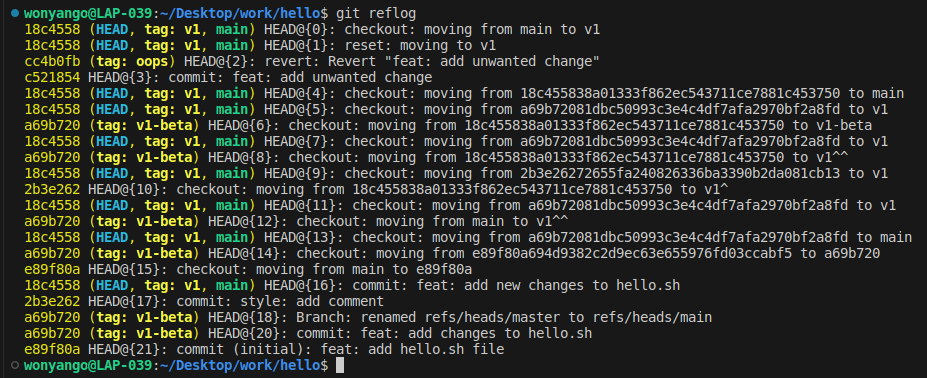 wonyango@LAP-039:~/Desktop/work/hello$ git reflog
18c4558 (HEAD, tag: v1, main) HEAD@{0}: checkout: moving from main to v1
18c4558 (HEAD, tag: v1, main) HEAD@{1}: reset: moving to v1
cc4b0fb (tag: oops) HEAD@{2}: revert: Revert "feat: add unwanted change"
c521854 HEAD@{3}: commit: feat: add unwanted change
18c4558 (HEAD, tag: v1, main) HEAD@{4}: checkout: moving from 18c455838a01333f862ec543711ce7881c453750 to main
18c4558 (HEAD, tag: v1, main) HEAD@{5}: checkout: moving from a69b72081dbc50993c3e4c4df7afa2970bf2a8fd to v1
a69b720 (tag: v1-beta) HEAD@{6}: checkout: moving from 18c455838a01333f862ec543711ce7881c453750 to v1-beta
18c4558 (HEAD, tag: v1, main) HEAD@{7}: checkout: moving from a69b72081dbc50993c3e4c4df7afa2970bf2a8fd to v1
a69b720 (tag: v1-beta) HEAD@{8}: checkout: moving from 18c455838a01333f862ec543711ce7881c453750 to v1^^
18c4558 (HEAD, tag: v1, main) HEAD@{9}: checkout: moving from 2b3e26272655fa240826336ba3390b2da081cb13 to v1
2b3e262 HEAD@{10}: checkout: moving from 18c455838a01333f862ec543711ce7881c453750 to v1^
18c4558 (HEAD, tag: v1, main) HEAD@{11}: checkout: moving from a69b72081dbc50993c3e4c4df7afa2970bf2a8fd to v1
a69b720 (tag: v1-beta) HEAD@{12}: checkout: moving from main to v1^^
18c4558 (HEAD, tag: v1, main) HEAD@{13}: checkout: moving from a69b72081dbc50993c3e4c4df7afa2970bf2a8fd to main
a69b720 (tag: v1-beta) HEAD@{14}: checkout: moving from e89f80a694d9382c2d9ec63e655976fd03ccabf5 to a69b720
e89f80a HEAD@{15}: checkout: moving from main to e89f80a
18c4558 (HEAD, tag: v1, main) HEAD@{16}: commit: feat: add new changes to hello.sh
2b3e262 HEAD@{17}: commit: style: add comment
a69b720 (tag: v1-beta) HEAD@{18}: Branch: renamed refs/heads/master to refs/heads/main
a69b720 (tag: v1-beta) HEAD@{20}: commit: feat: add changes to hello.sh
e89f80a HEAD@{21}: commit (initial): feat: add hello.sh file
wonyango@LAP-039:~/Desktop/work/hello$